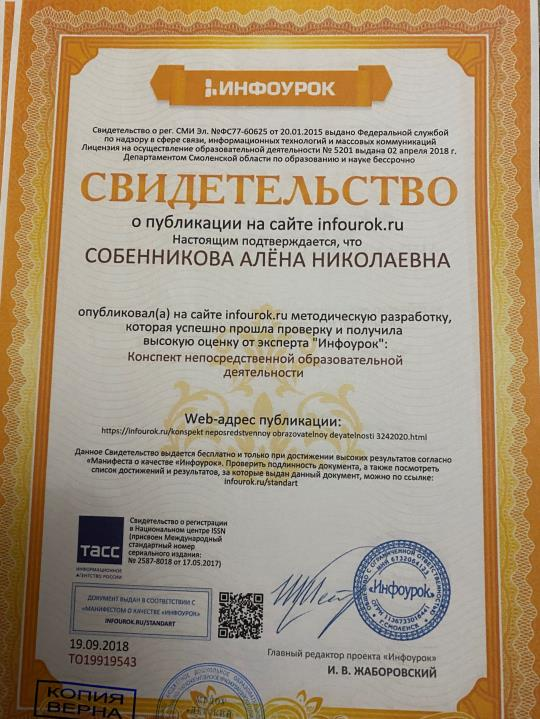 ИНФОУРОК
Свидетельство о рег. СМИ Эл. №ФС77-60625 от 20.01.2015 выдано Федеральной службой
по надзору в сфере связи, информационных технологий и массовых коммуникаций
Лицензия на осуществление образовательной деятельности № 5201 выдана 02 апреля 2018 г.
Департаментом Смоленской области по образованию и науке бессрочно
СВИДЕТЕЛЬСТВО
о публикации на сайте infourok.ru
Настоящим подтверждается, что
СОБЕННИКОВА АЛЁНА НИКОЛАЕВНА
опубликовал(а) на сайте infourok.ru методическую разработку,
которая успешно прошла проверку и получила
высокую оценку от эксперта "Инфоурок":
Конспект непосредственной образовательной
деятельности
Web-адрес публикации:
https://infourok.ru/konspekt neposredstvennoy obrazovatelnoy deyatelnosti 3242020.html
Данное Свидетельство выдается бесплатно и только при достижении высоких результатов согласно
«Манифеста о качестве «Инфоурок». Проверить подлинность документа, а также посмотреть
список достижений и результатов, за которые выдан данный документ, можно по ссылке:
infourok.ru/standart
ТАСС
ИНФОРМАЦИОННОЕ
АГЕНТСТВО РОССИИ
Свидетельство о регистрации
в Национальном центре ISSN
(присвоен Международный
стандартный номер
сериального издания:
№ 2587-8018 от 17.05.2017)
ДОКУМЕНТ ВЫДАН В СООТВЕТСТВИИ С
«МАНИФЕСТОМ О КАЧЕСТВЕ «ИНФОУРОК»
INFOUROK.RU/STANDART
«Инфоурок»
Г.СМОЛЕНСК
19.09.2018
ТО19919543
Главный редактор проекта «Инфоурок»
И. В. ЖАБОРОВСКИЙ
КОПИЯ
ВЕРНА